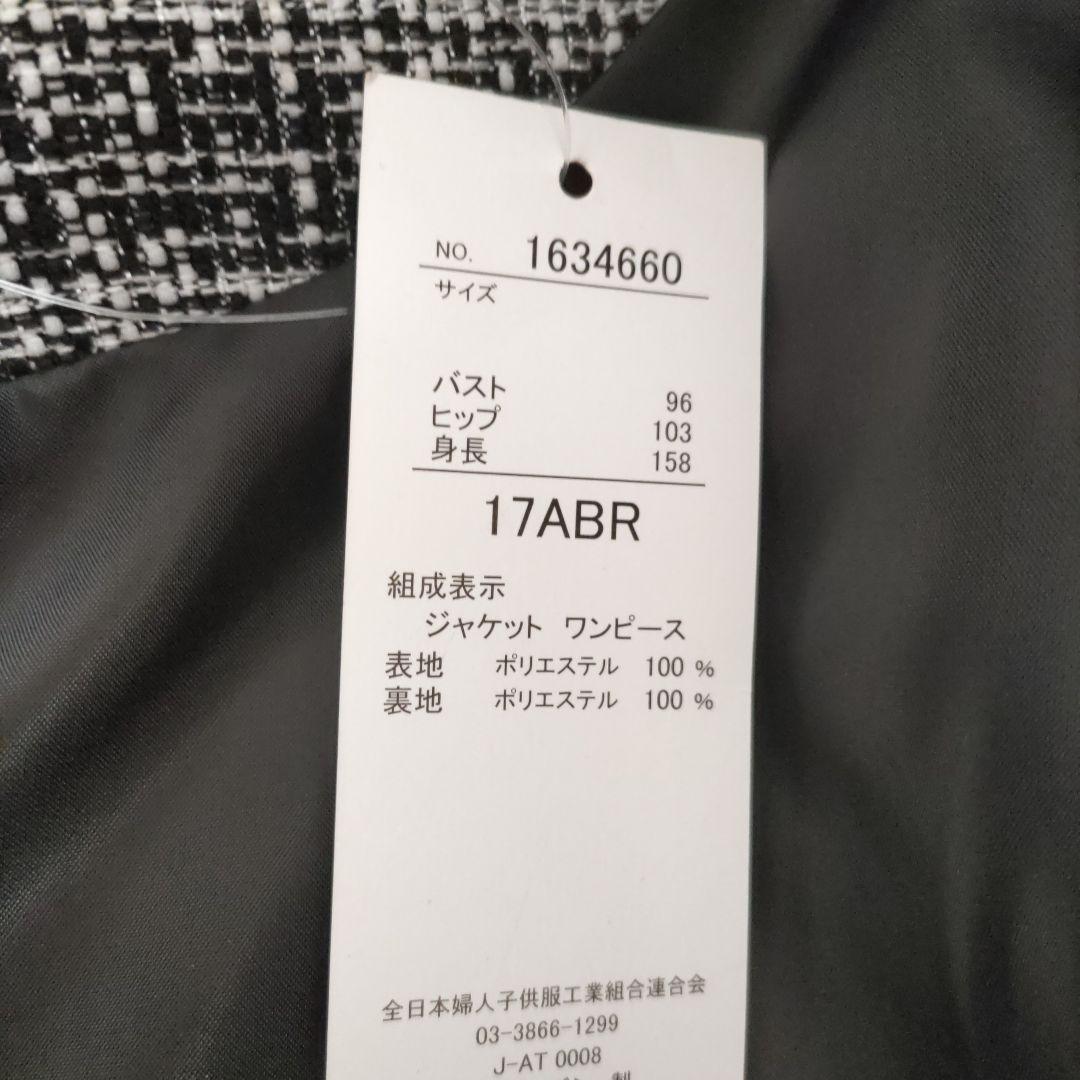 NO. 1634660
サイズ
バスト 96
ヒップ 103
身長 158
17ABR
組成表示
ジャケット ワンピース
表地 ポリエステル 100 %
裏地 ポリエステル 100 %
全日本婦人子供服工業組合連合会
03-3866-1299
J-AT 0008